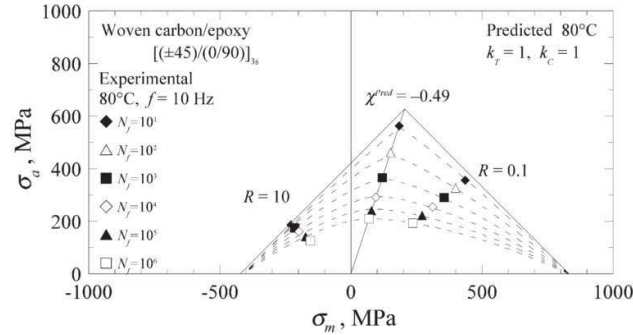 Woven carbon/epoxy
[(±45)/(0/90)]3s
Predicted 80°C
kT = 1, kC = 1
Experimental
80°C, f = 10 Hz
Nf=10¹
Nf=10²
Nf=10³
Nf=10⁴
Nf=10⁵
Nf=10⁶
χPred = –0.49
R = 10
R = 0.1
1000
800
600
400
200
0
-1000
-500
0
500
1000
σa, MPa
σm, MPa